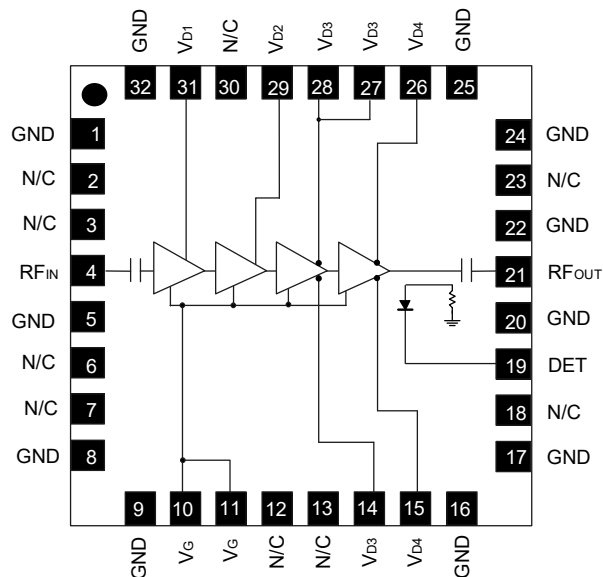 GND VD1 N/C VD2 VD3 VD3 VD4 GND
32 31 30 29 28 27 26 25
GND 1 24 GND
N/C 2 23 N/C
N/C 3 22 GND
RFIN 4 21 RFOUT
GND 5 20 GND
N/C 6 19 DET
N/C 7 18 N/C
GND 8 17 GND
9 10 11 12 13 14 15 16
GND VG VG N/C N/C VD3 VD4 GND